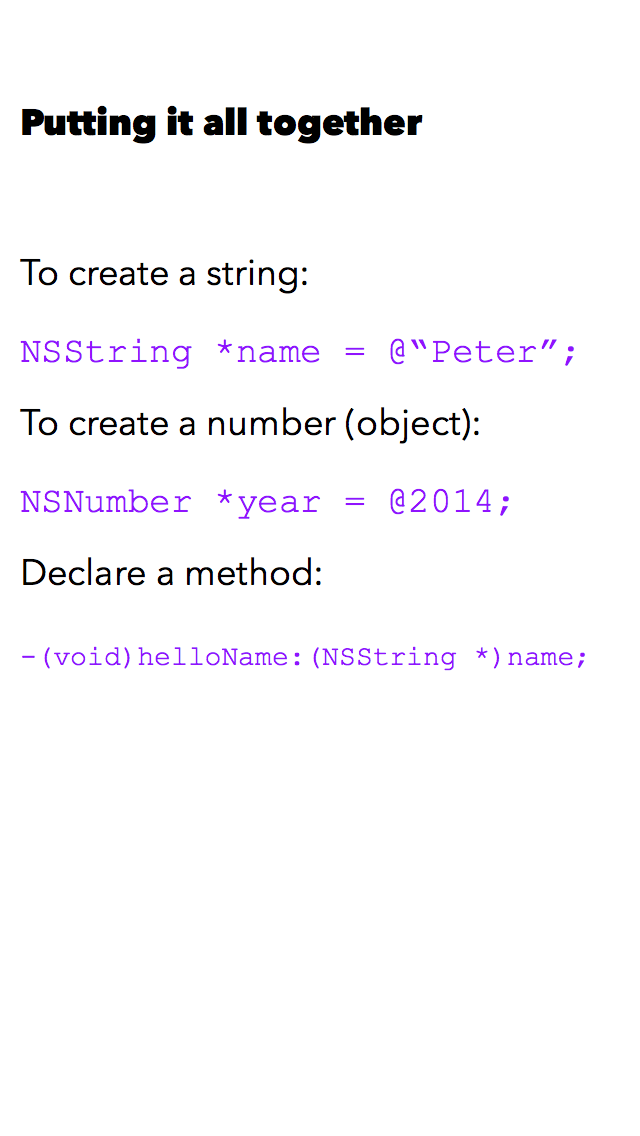 Putting it all together
To create a string:
NSString *name = @“Peter”;
To create a number (object):
NSNumber *year = @2014;
Declare a method:
-(void)helloName:(NSString *)name;